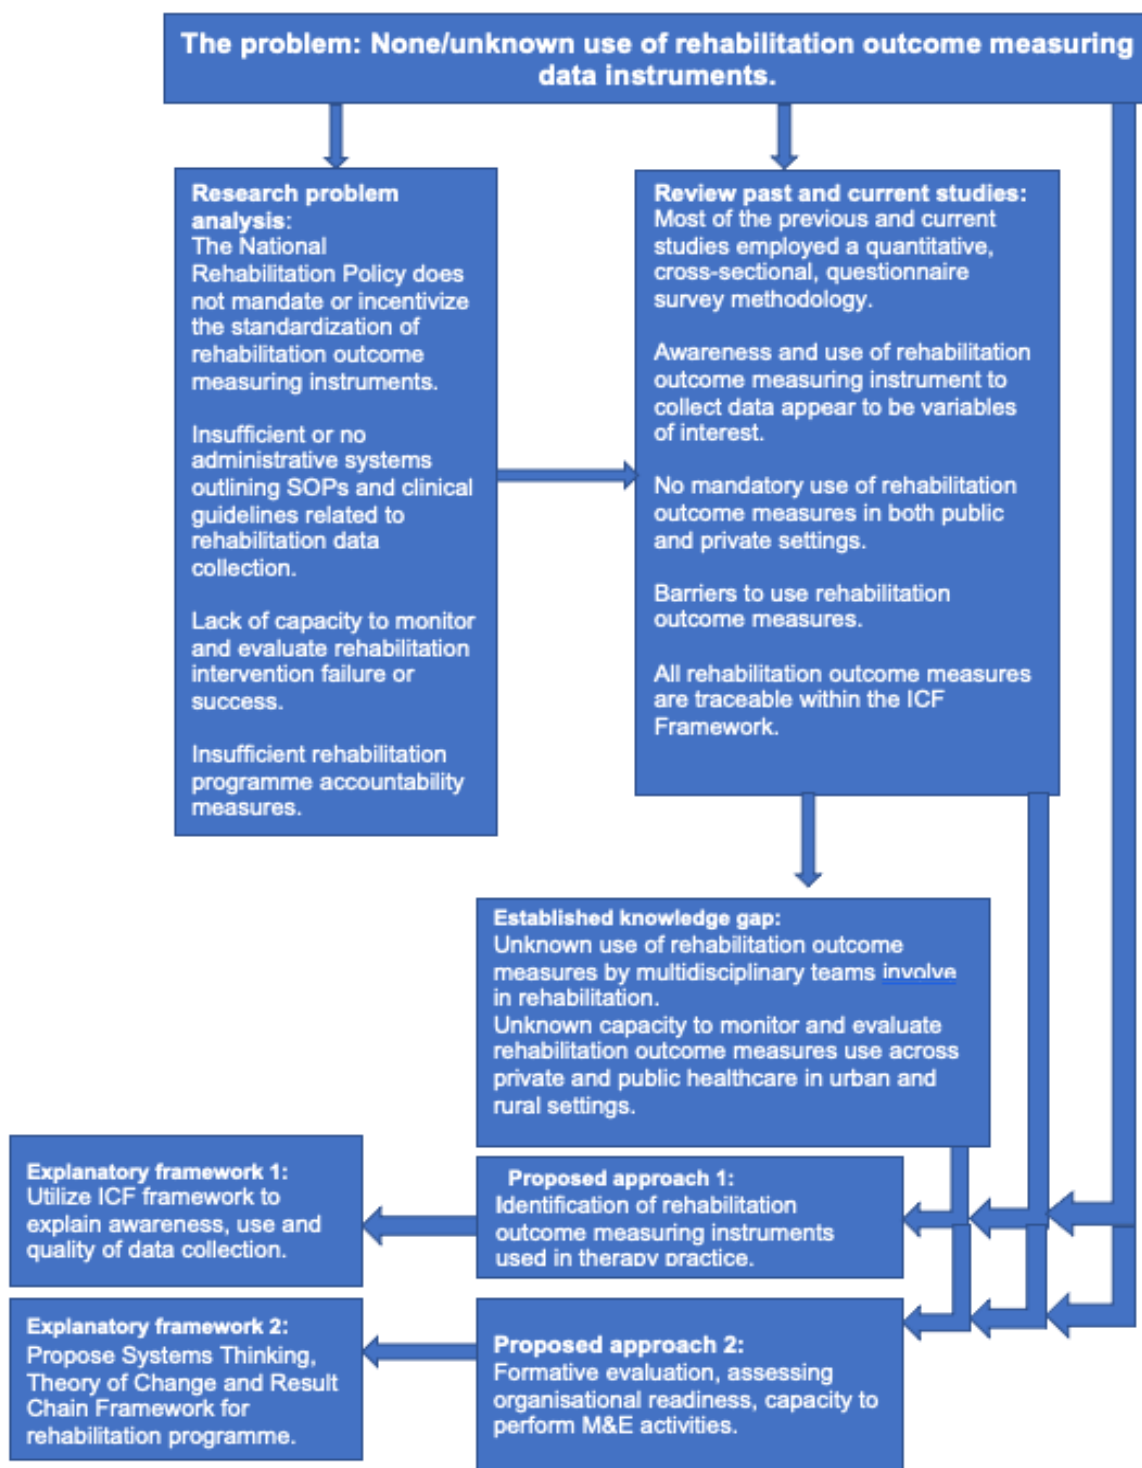 The problem: None/unknown use of rehabilitation outcome measuring
data instruments.
Research problem
analysis:
The National
Rehabilitation Policy does
not mandate or incentivize
the standardization of
rehabilitation outcome
measuring instruments.
Insufficient or no
administrative systems
outlining SOPs and clinical
guidelines related to
rehabilitation data
collection.
Lack of capacity to monitor
and evaluate rehabilitation
intervention failure or
success.
Insufficient rehabilitation
programme accountability
measures.
Review past and current studies:
Most of the previous and current
studies employed a quantitative,
cross-sectional, questionnaire
survey methodology.
Awareness and use of rehabilitation
outcome measuring instrument to
collect data appear to be variables
of interest.
No mandatory use of rehabilitation
outcome measures in both public
and private settings.
Barriers to use rehabilitation
outcome measures.
All rehabilitation outcome measures
are traceable within the ICF
Framework.
Established knowledge gap:
Unknown use of rehabilitation outcome
measures by multidisciplinary teams involve
in rehabilitation.
Unknown capacity to monitor and evaluate
rehabilitation outcome measures use across
private and public healthcare in urban and
rural settings.
Proposed approach 1:
Identification of rehabilitation
outcome measuring instruments
used in therapy practice.
Explanatory framework 1:
Utilize ICF framework to
explain awareness, use and
quality of data collection.
Proposed approach 2:
Formative evaluation, assessing
organisational readiness, capacity to
perform M&E activities.
Explanatory framework 2:
Propose Systems Thinking,
Theory of Change and Result
Chain Framework for
rehabilitation programme.